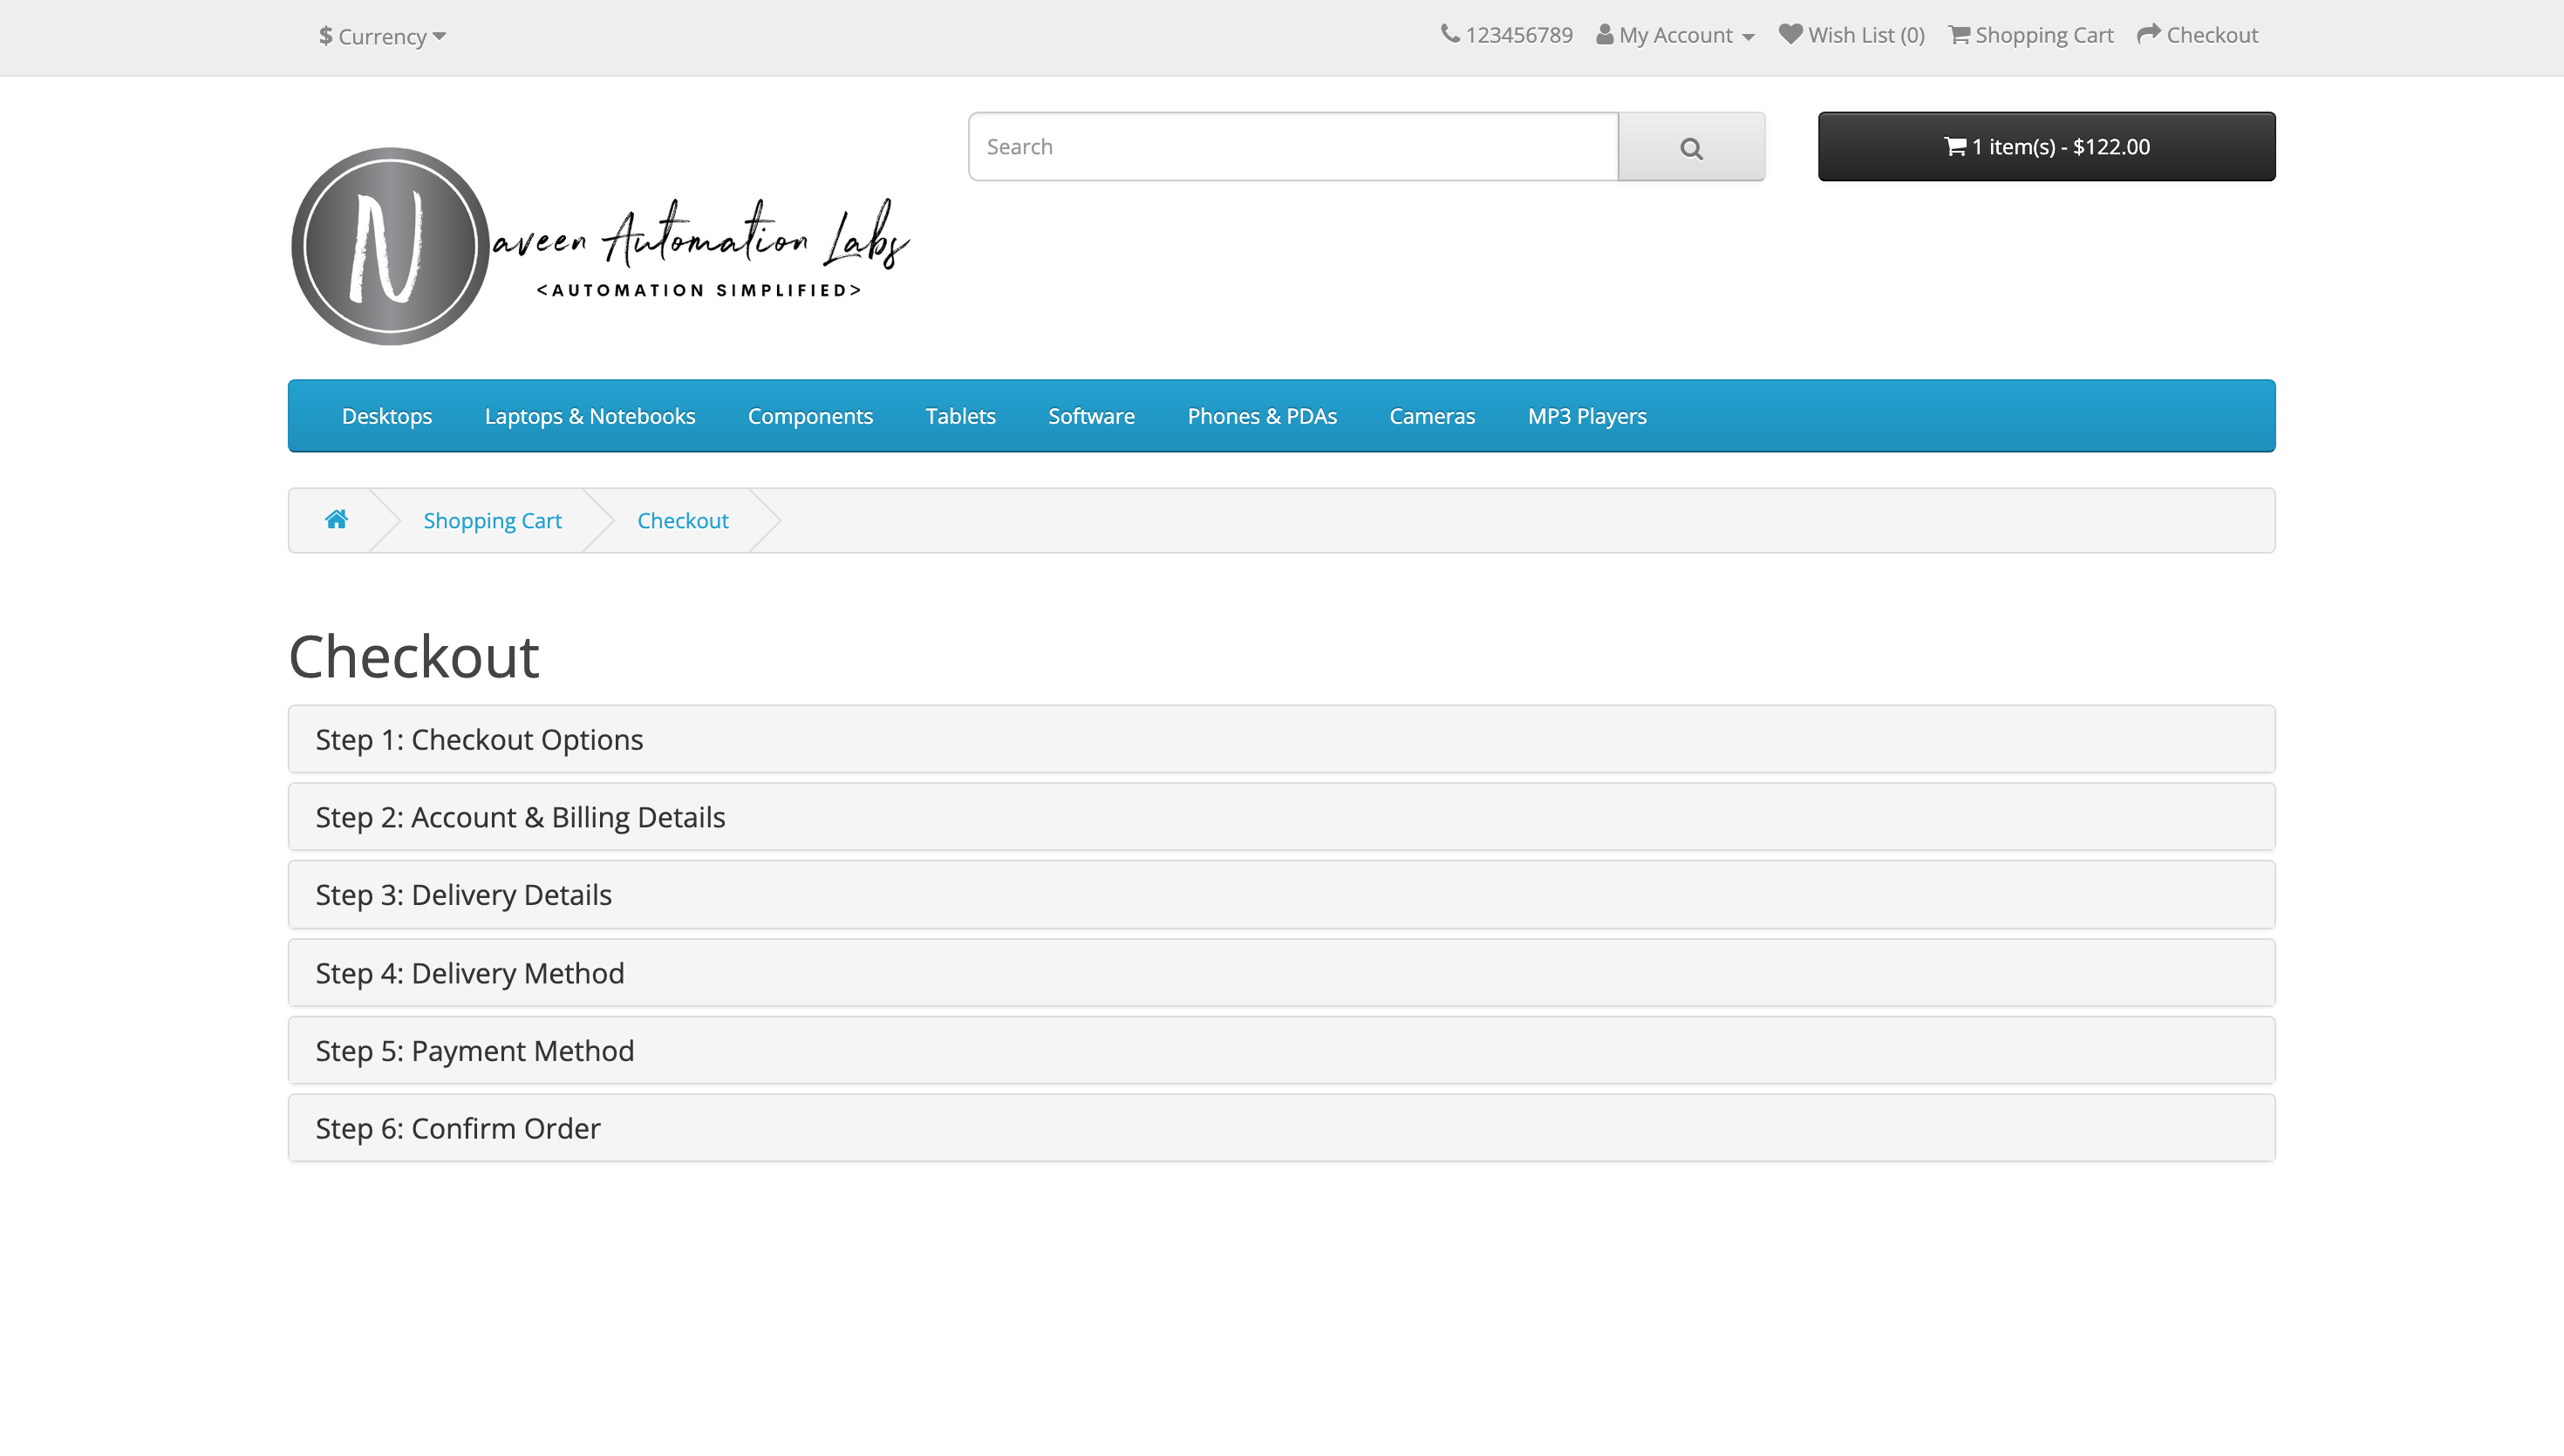 $ Currency
123456789 My Account Wish List (0) Shopping Cart Checkout
Search
1 item(s) - $122.00
Naveen Automation Labs
<AUTOMATION SIMPLIFIED>
Desktops Laptops & Notebooks Components Tablets Software Phones & PDAs Cameras MP3 Players
Shopping Cart Checkout
Checkout
Step 1: Checkout Options
Step 2: Account & Billing Details
Step 3: Delivery Details
Step 4: Delivery Method
Step 5: Payment Method
Step 6: Confirm Order